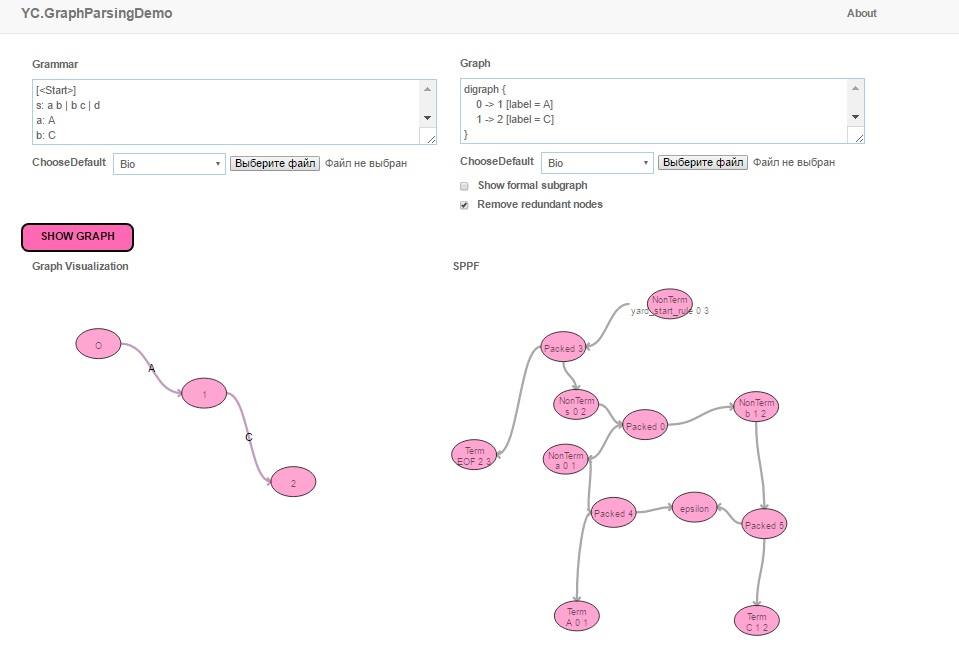 YC.GraphParsingDemo
About
Grammar
[<Start>]
s: a b | b c | d
a: A
b: C
ChooseDefault
Bio
Выберите файл
Файл не выбран
Graph
digraph {
0 -> 1 [label = A]
1 -> 2 [label = C]
}
ChooseDefault
Bio
Выберите файл
Файл не выбран
Show formal subgraph
Remove redundant nodes
SHOW GRAPH
Graph Visualization
0
A
1
C
2
SPPF
NonTerm
yard_start_rule 0 3
Packed 3
NonTerm
s 0 2
NonTerm
b 1 2
Packed 0
Term
EOF 2 3
NonTerm
a 0 1
Packed 4
epsilon
Packed 5
Term
A 0 1
Term
C 1 2